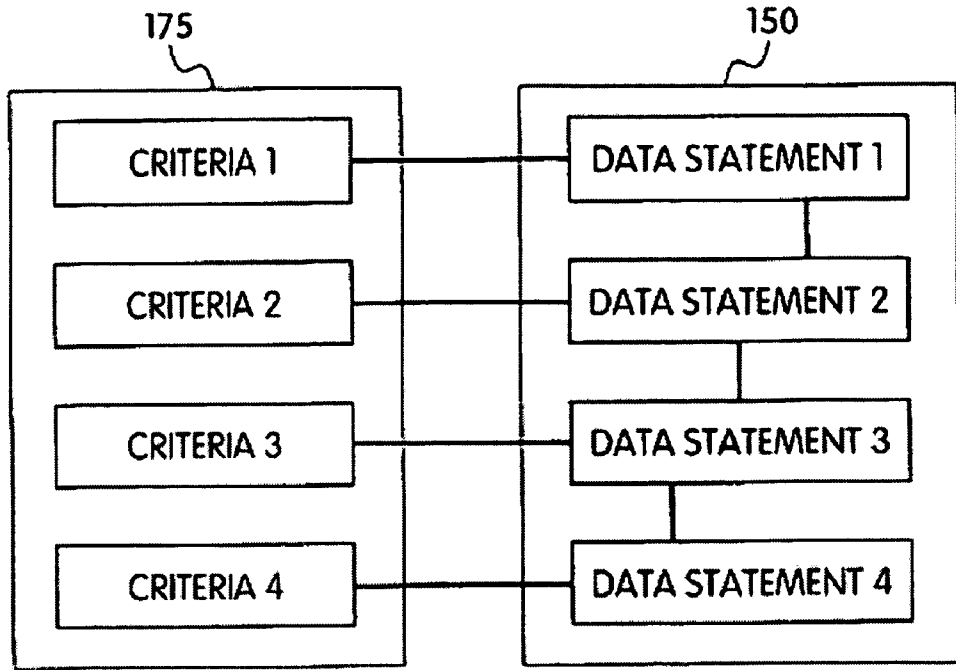 175
150
CRITERIA 1
DATA STATEMENT 1
CRITERIA 2
DATA STATEMENT 2
CRITERIA 3
DATA STATEMENT 3
CRITERIA 4
DATA STATEMENT 4